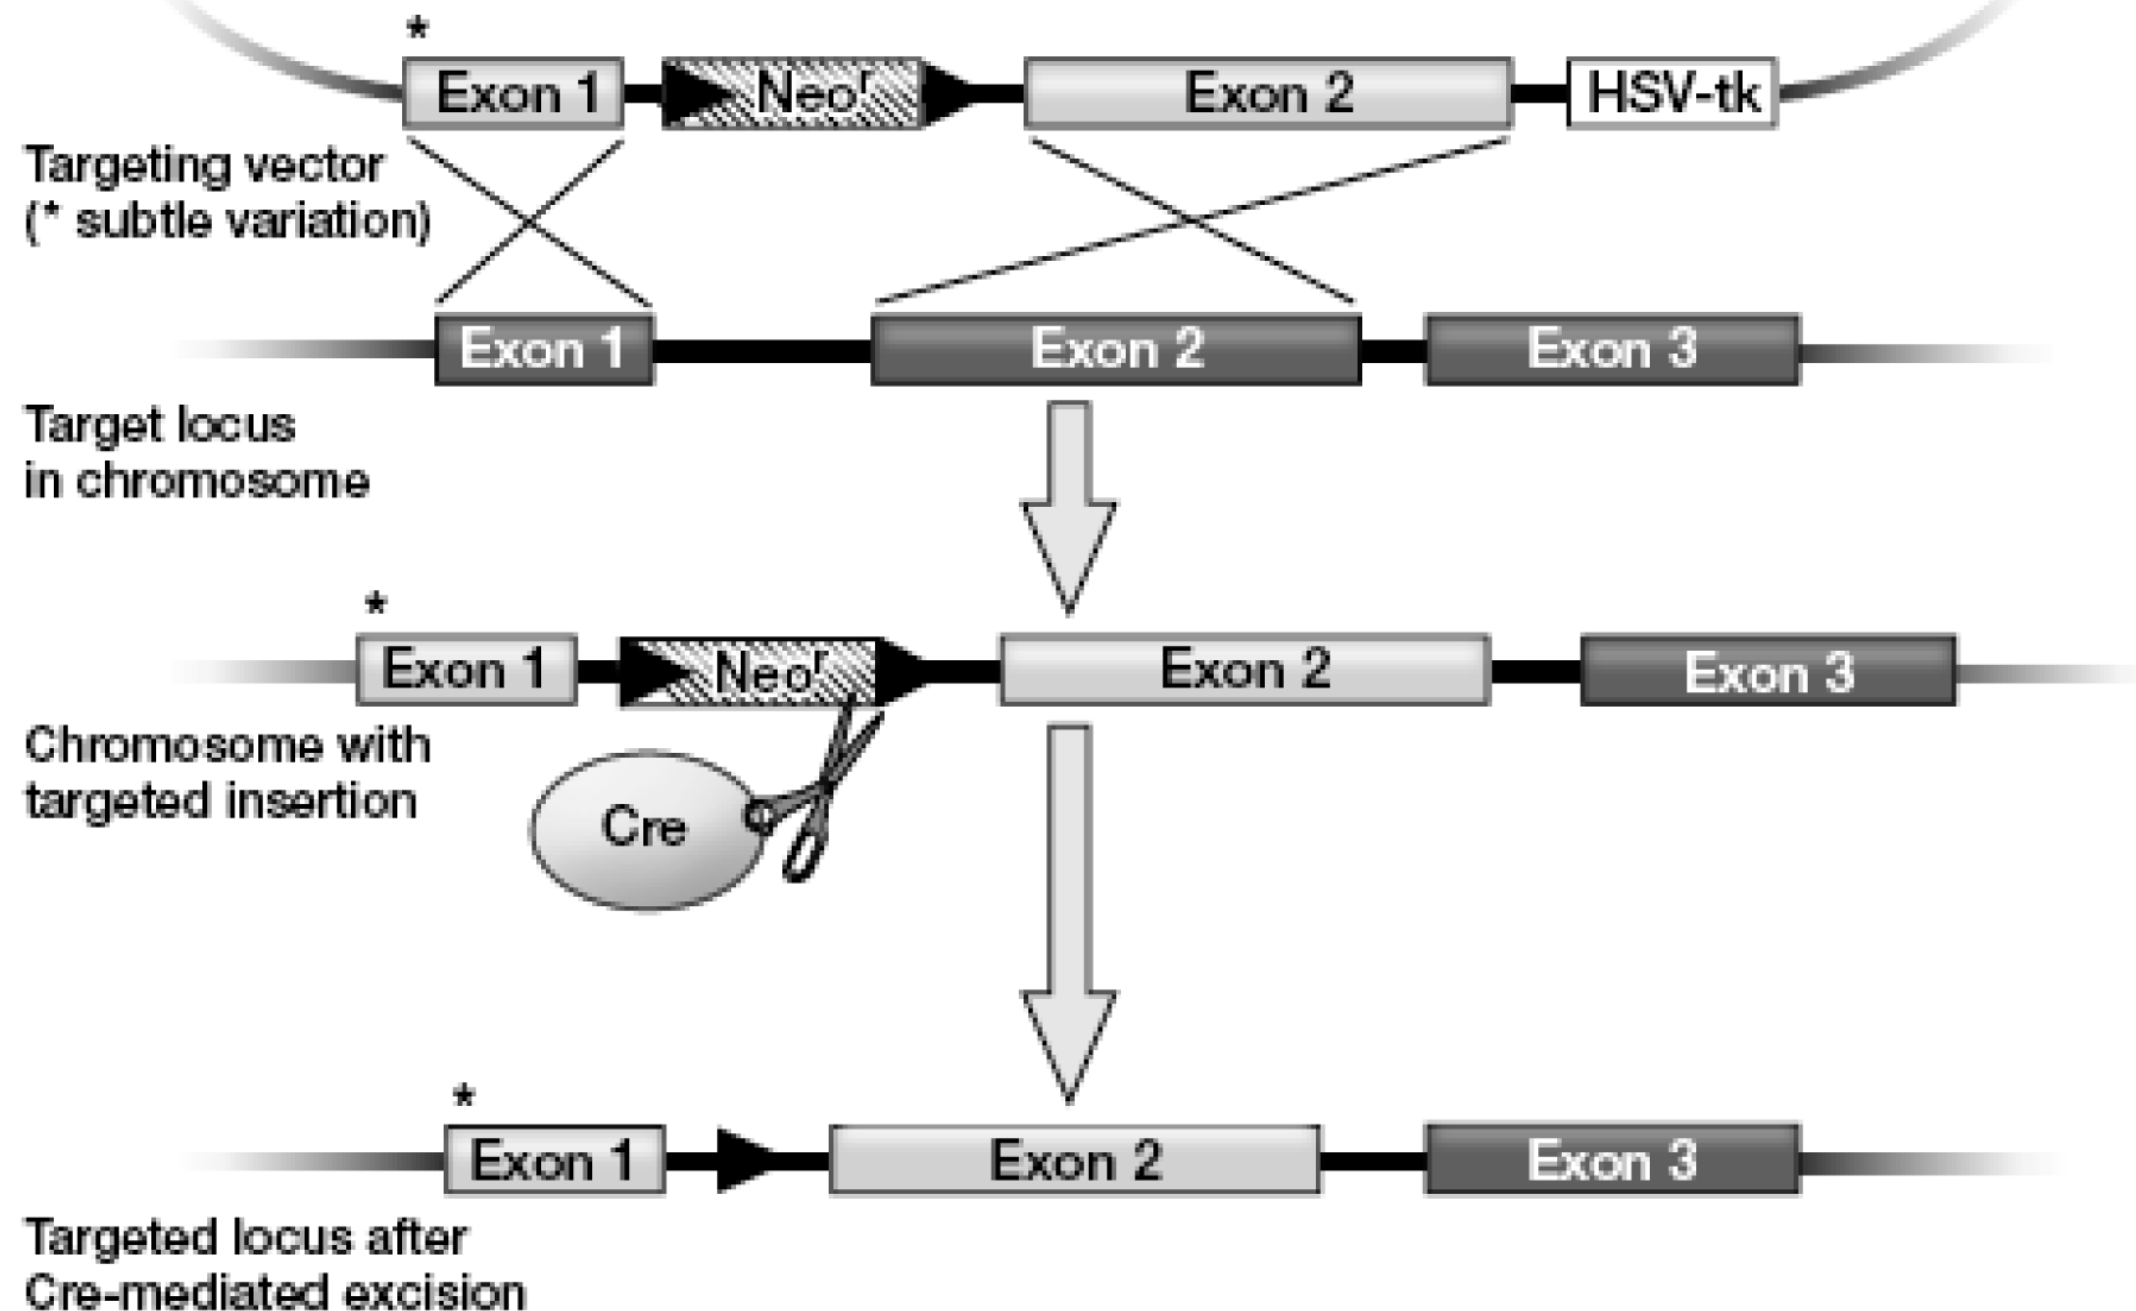 *
Exon 1 Neoʳ Exon 2 HSV-tk
Targeting vector
(* subtle variation)
Exon 1 Exon 2 Exon 3
Target locus
in chromosome
*
Exon 1 Neoʳ Exon 2 Exon 3
Chromosome with
targeted insertion
Cre
*
Exon 1 Exon 2 Exon 3
Targeted locus after
Cre-mediated excision